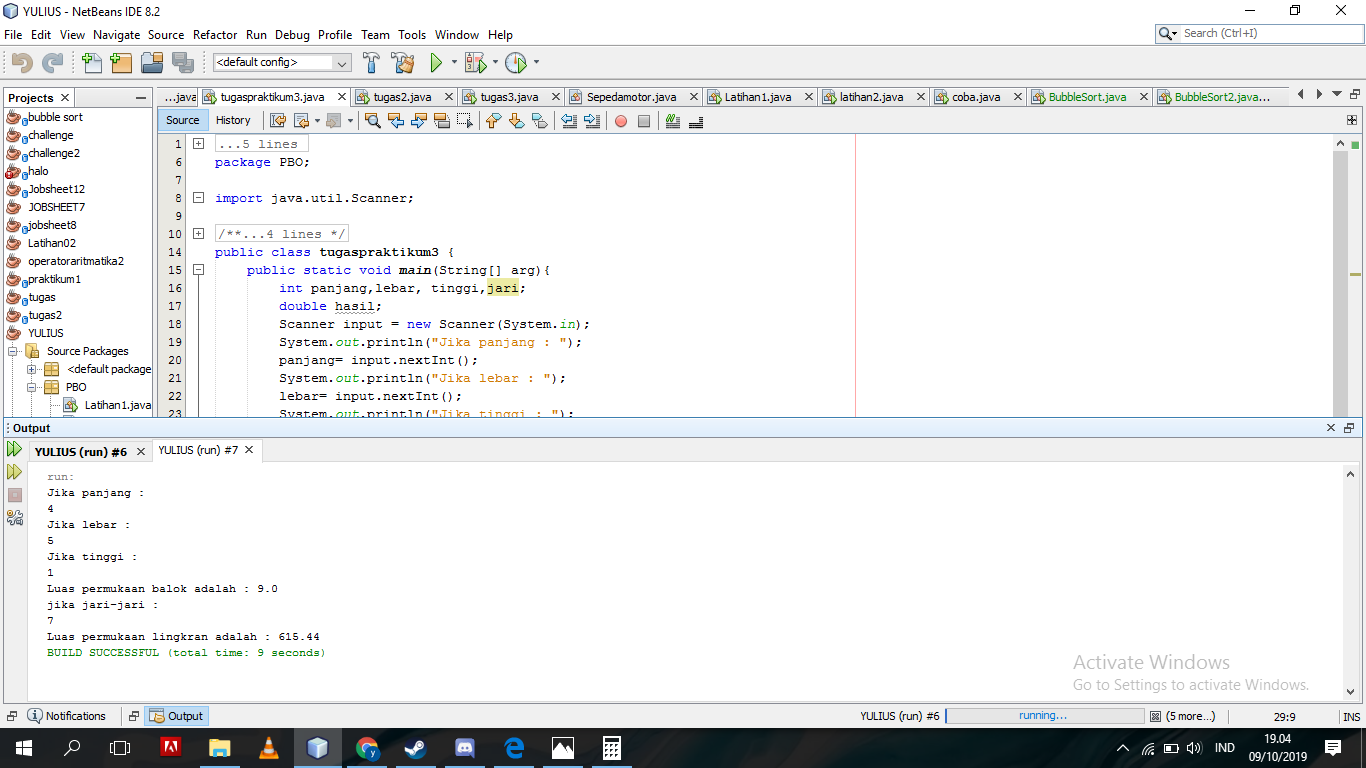 YULIUS - NetBeans IDE 8.2
File Edit View Navigate Source Refactor Run Debug Profile Team Tools Window Help
Search (Ctrl+I)
<default config>
Projects
...java tugaspraktikum3.java tugas2.java tugas3.java Sepedamotor.java Latihan1.java latihan2.java coba.java BubbleSort.java BubbleSort2.java...
Source History
bubble sort
challenge
challenge2
halo
Jobsheet12
JOBSHEET7
jobsheet8
Latihan02
operatoraritmatika2
praktikum1
tugas
tugas2
YULIUS
Source Packages
<default package
PBO
Latihan1.java
1 ...5 lines
6 package PBO;
7
8 import java.util.Scanner;
9
10 /**...4 lines */
14 public class tugaspraktikum3 {
15 public static void main(String[] arg){
16 int panjang,lebar, tinggi,jari;
17 double hasil;
18 Scanner input = new Scanner(System.in);
19 System.out.println("Jika panjang : ");
20 panjang= input.nextInt();
21 System.out.println("Jika lebar : ");
22 lebar= input.nextInt();
23 System.out.println("Jika tinggi : ");
Output
YULIUS (run) #6 YULIUS (run) #7
run:
Jika panjang :
4
Jika lebar :
5
Jika tinggi :
1
Luas permukaan balok adalah : 9.0
jika jari-jari :
7
Luas permukaan lingkran adalah : 615.44
BUILD SUCCESSFUL (total time: 9 seconds)
Activate Windows
Go to Settings to activate Windows.
Notifications Output YULIUS (run) #6 running... (5 more...) 29:9 INS
IND
19.04
09/10/2019